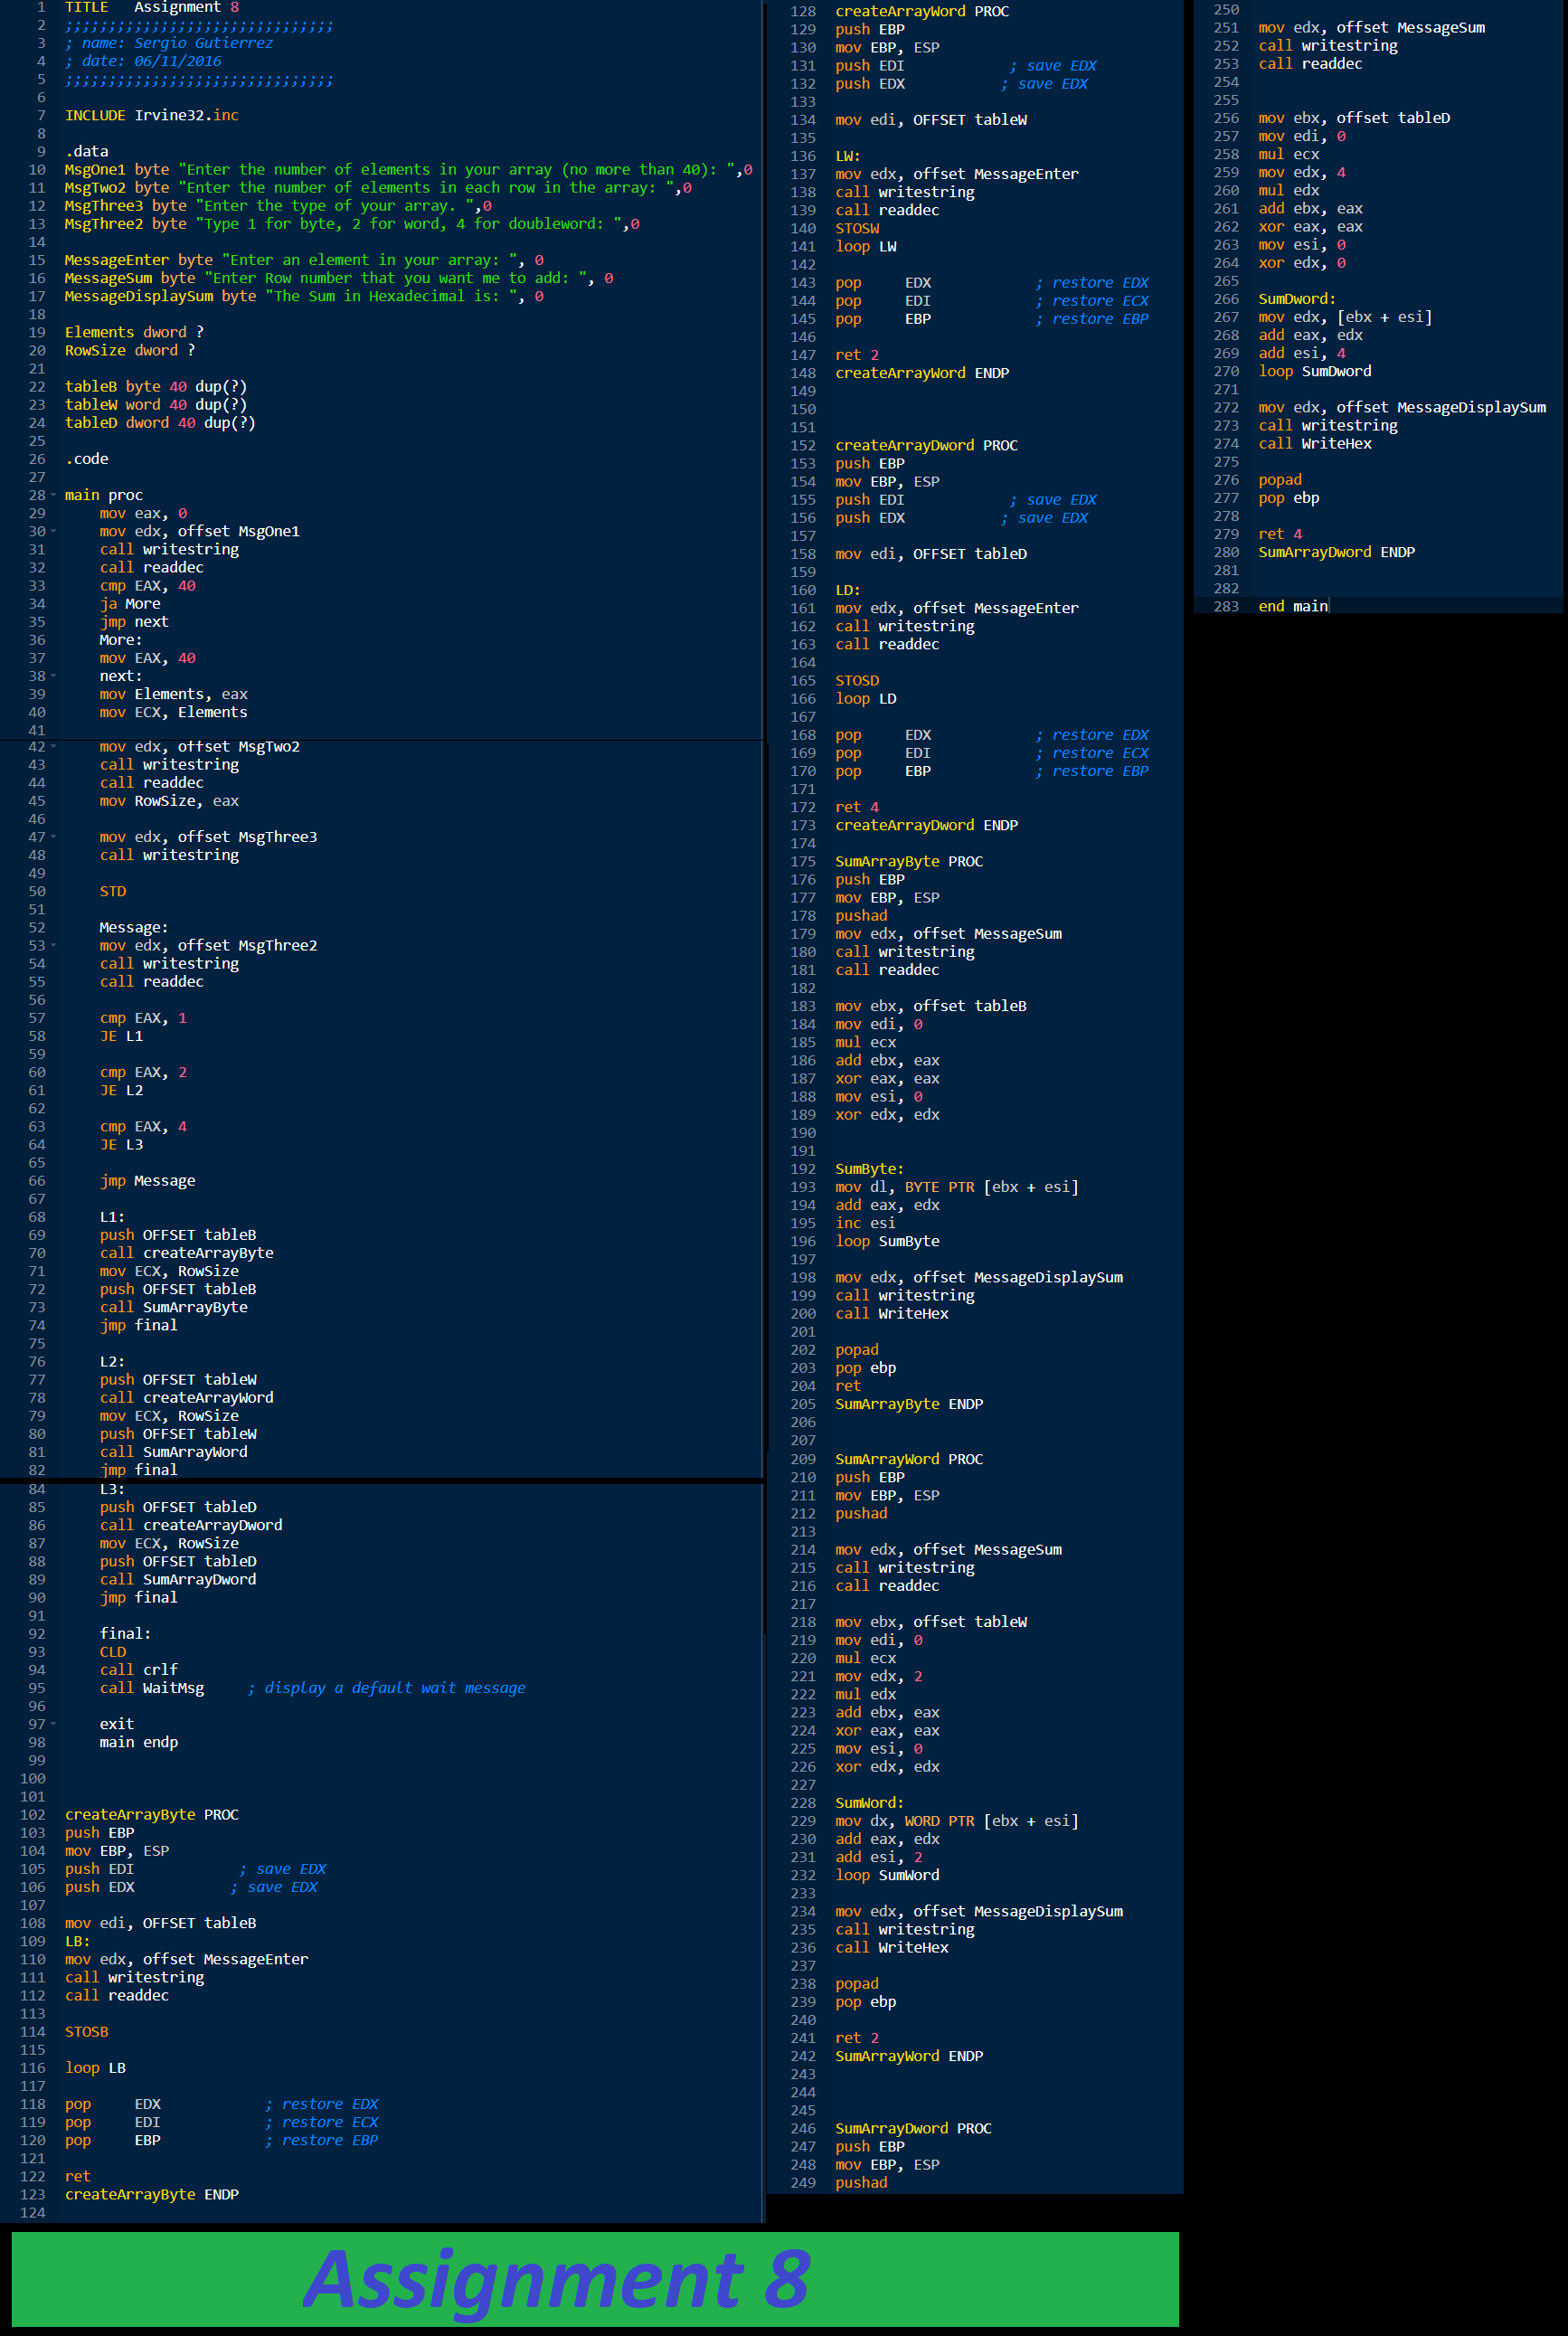 1 TITLE   Assignment 8
2 ;;;;;;;;;;;;;;;;;;;;;;;;;;;;;;;
3 ; name: Sergio Gutierrez
4 ; date: 06/11/2016
5 ;;;;;;;;;;;;;;;;;;;;;;;;;;;;;;;
6
7 INCLUDE Irvine32.inc
8
9 .data
10 MsgOne1 byte "Enter the number of elements in your array (no more than 40): ",0
11 MsgTwo2 byte "Enter the number of elements in each row in the array: ",0
12 MsgThree3 byte "Enter the type of your array. ",0
13 MsgThree2 byte "Type 1 for byte, 2 for word, 4 for doubleword: ",0
14
15 MessageEnter byte "Enter an element in your array: ", 0
16 MessageSum byte "Enter Row number that you want me to add: ", 0
17 MessageDisplaySum byte "The Sum in Hexadecimal is: ", 0
18
19 Elements dword ?
20 RowSize dword ?
21
22 tableB byte 40 dup(?)
23 tableW word 40 dup(?)
24 tableD dword 40 dup(?)
25
26 .code
27
28 main proc
29 mov eax, 0
30 mov edx, offset MsgOne1
31 call writestring
32 call readdec
33 cmp EAX, 40
34 ja More
35 jmp next
36 More:
37 mov EAX, 40
38 next:
39 mov Elements, eax
40 mov ECX, Elements
41
42 mov edx, offset MsgTwo2
43 call writestring
44 call readdec
45 mov RowSize, eax
46
47 mov edx, offset MsgThree3
48 call writestring
49
50 STD
51
52 Message:
53 mov edx, offset MsgThree2
54 call writestring
55 call readdec
56
57 cmp EAX, 1
58 JE L1
59
60 cmp EAX, 2
61 JE L2
62
63 cmp EAX, 4
64 JE L3
65
66 jmp Message
67
68 L1:
69 push OFFSET tableB
70 call createArrayByte
71 mov ECX, RowSize
72 push OFFSET tableB
73 call SumArrayByte
74 jmp final
75
76 L2:
77 push OFFSET tableW
78 call createArrayWord
79 mov ECX, RowSize
80 push OFFSET tableW
81 call SumArrayWord
82 jmp final
84 L3:
85 push OFFSET tableD
86 call createArrayDword
87 mov ECX, RowSize
88 push OFFSET tableD
89 call SumArrayDword
90 jmp final
91
92 final:
93 CLD
94 call crlf
95 call WaitMsg     ; display a default wait message
96
97 exit
98 main endp
99
100
101
102 createArrayByte PROC
103 push EBP
104 mov EBP, ESP
105 push EDI            ; save EDX
106 push EDX           ; save EDX
107
108 mov edi, OFFSET tableB
109 LB:
110 mov edx, offset MessageEnter
111 call writestring
112 call readdec
113
114 STOSB
115
116 loop LB
117
118 pop     EDX            ; restore EDX
119 pop     EDI            ; restore ECX
120 pop     EBP            ; restore EBP
121
122 ret
123 createArrayByte ENDP
124
128 createArrayWord PROC
129 push EBP
130 mov EBP, ESP
131 push EDI            ; save EDX
132 push EDX           ; save EDX
133
134 mov edi, OFFSET tableW
135
136 LW:
137 mov edx, offset MessageEnter
138 call writestring
139 call readdec
140 STOSW
141 loop LW
142
143 pop     EDX            ; restore EDX
144 pop     EDI            ; restore ECX
145 pop     EBP            ; restore EBP
146
147 ret 2
148 createArrayWord ENDP
149
150
151
152 createArrayDword PROC
153 push EBP
154 mov EBP, ESP
155 push EDI            ; save EDX
156 push EDX           ; save EDX
157
158 mov edi, OFFSET tableD
159
160 LD:
161 mov edx, offset MessageEnter
162 call writestring
163 call readdec
164
165 STOSD
166 loop LD
167
168 pop     EDX            ; restore EDX
169 pop     EDI            ; restore ECX
170 pop     EBP            ; restore EBP
171
172 ret 4
173 createArrayDword ENDP
174
175 SumArrayByte PROC
176 push EBP
177 mov EBP, ESP
178 pushad
179 mov edx, offset MessageSum
180 call writestring
181 call readdec
182
183 mov ebx, offset tableB
184 mov edi, 0
185 mul ecx
186 add ebx, eax
187 xor eax, eax
188 mov esi, 0
189 xor edx, edx
190
191
192 SumByte:
193 mov dl, BYTE PTR [ebx + esi]
194 add eax, edx
195 inc esi
196 loop SumByte
197
198 mov edx, offset MessageDisplaySum
199 call writestring
200 call WriteHex
201
202 popad
203 pop ebp
204 ret
205 SumArrayByte ENDP
206
207
209 SumArrayWord PROC
210 push EBP
211 mov EBP, ESP
212 pushad
213
214 mov edx, offset MessageSum
215 call writestring
216 call readdec
217
218 mov ebx, offset tableW
219 mov edi, 0
220 mul ecx
221 mov edx, 2
222 mul edx
223 add ebx, eax
224 xor eax, eax
225 mov esi, 0
226 xor edx, edx
227
228 SumWord:
229 mov dx, WORD PTR [ebx + esi]
230 add eax, edx
231 add esi, 2
232 loop SumWord
233
234 mov edx, offset MessageDisplaySum
235 call writestring
236 call WriteHex
237
238 popad
239 pop ebp
240
241 ret 2
242 SumArrayWord ENDP
243
244
245
246 SumArrayDword PROC
247 push EBP
248 mov EBP, ESP
249 pushad
250
251 mov edx, offset MessageSum
252 call writestring
253 call readdec
254
255
256 mov ebx, offset tableD
257 mov edi, 0
258 mul ecx
259 mov edx, 4
260 mul edx
261 add ebx, eax
262 xor eax, eax
263 mov esi, 0
264 xor edx, 0
265
266 SumDword:
267 mov edx, [ebx + esi]
268 add eax, edx
269 add esi, 4
270 loop SumDword
271
272 mov edx, offset MessageDisplaySum
273 call writestring
274 call WriteHex
275
276 popad
277 pop ebp
278
279 ret 4
280 SumArrayDword ENDP
281
282
283 end main
Assignment 8